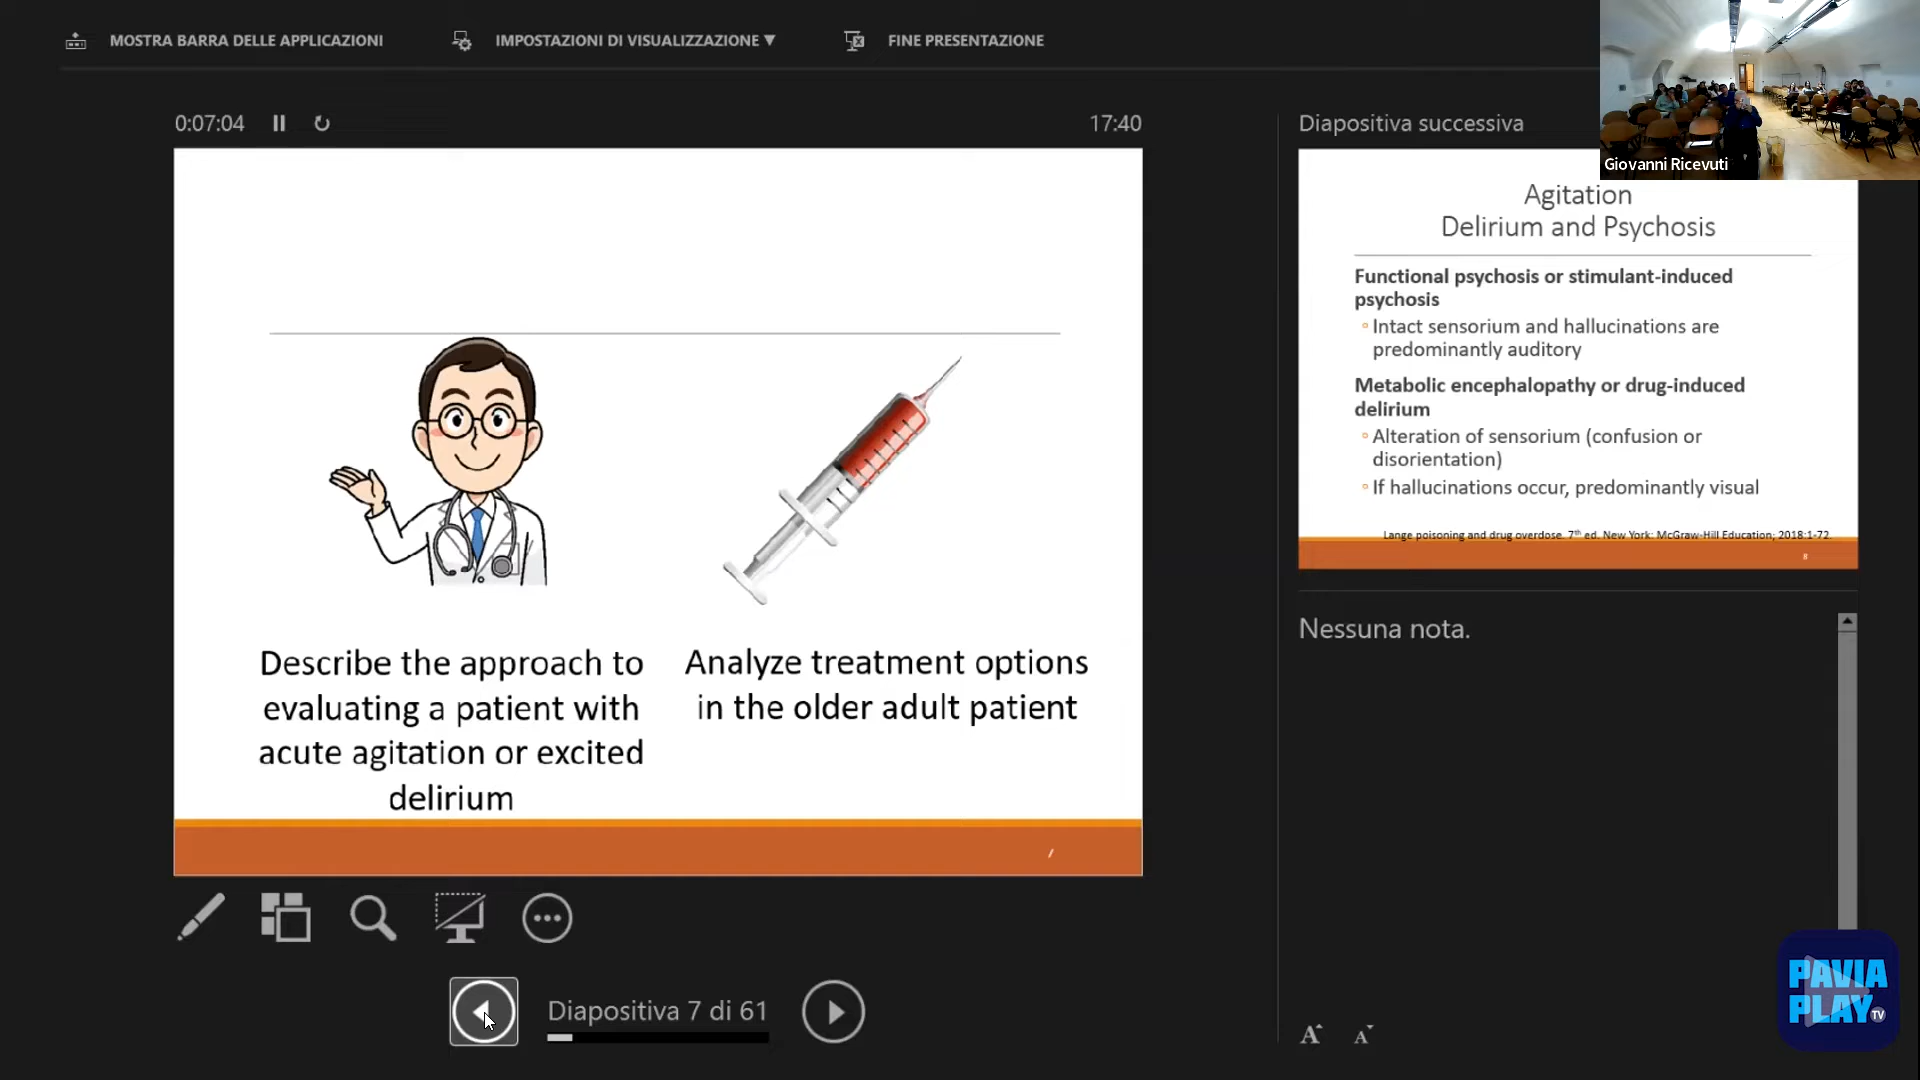 MOSTRA BARRA DELLE APPLICAZIONI
IMPOSTAZIONI DI VISUALIZZAZIONE ▼
FINE PRESENTAZIONE
Giovanni Ricevuti
0:07:04
17:40
Describe the approach to
evaluating a patient with
acute agitation or excited
delirium
Analyze treatment options
in the older adult patient
7
Diapositiva successiva
Agitation
Delirium and Psychosis
Functional psychosis or stimulant-induced
psychosis
Intact sensorium and hallucinations are
predominantly auditory
Metabolic encephalopathy or drug-induced
delirium
Alteration of sensorium (confusion or
disorientation)
If hallucinations occur, predominantly visual
Lange poisoning and drug overdose. 7th ed. New York: McGraw-Hill Education; 2018:1-72.
8
Nessuna nota.
Diapositiva 7 di 61
A A
PAVIA
PLAY TV